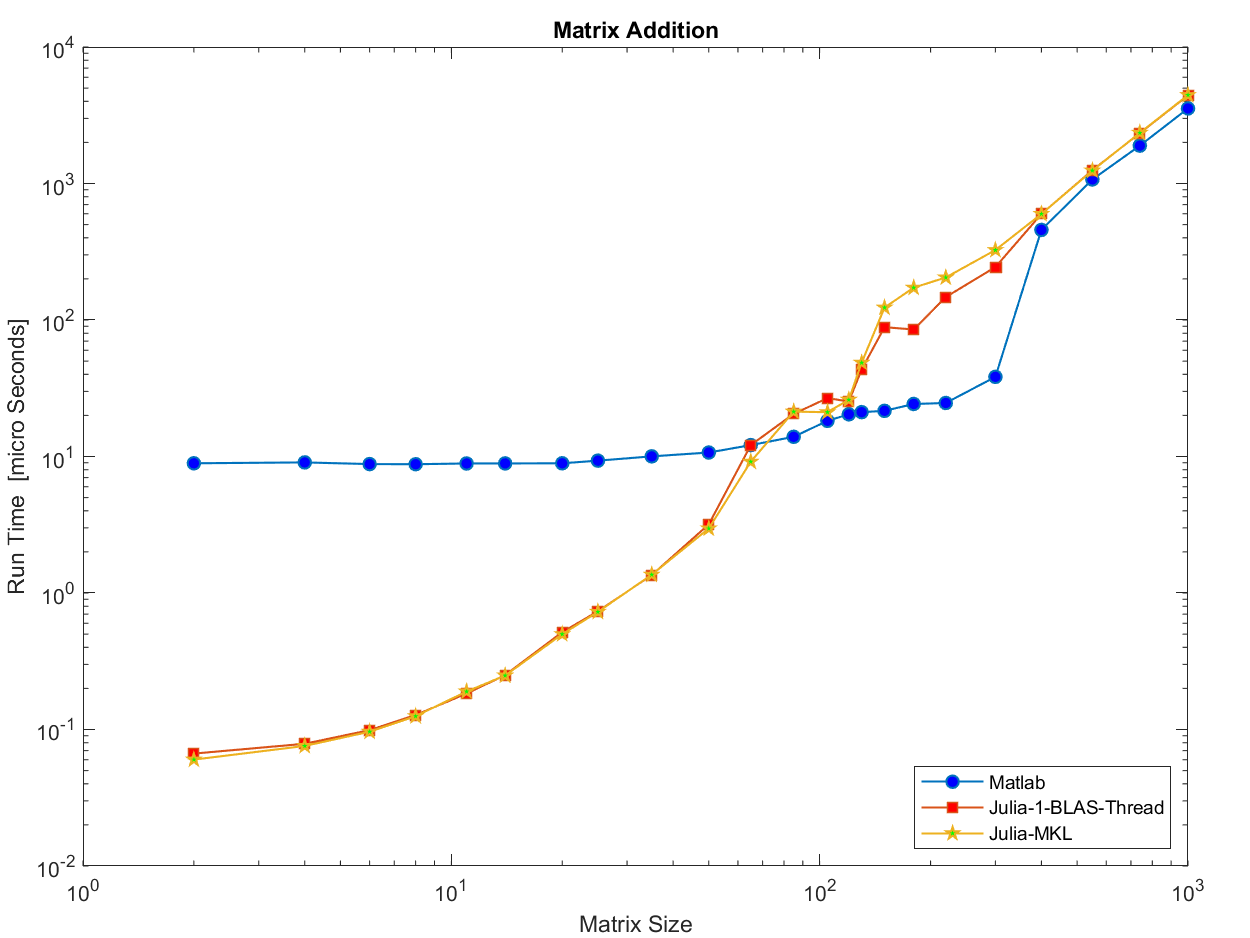 Matrix Addition
10^4
10^3
10^2
10^1
10^0
10^-1
10^-2
Run Time [micro Seconds]
10^0
10^1
10^2
10^3
Matrix Size
Matlab
Julia-1-BLAS-Thread
Julia-MKL